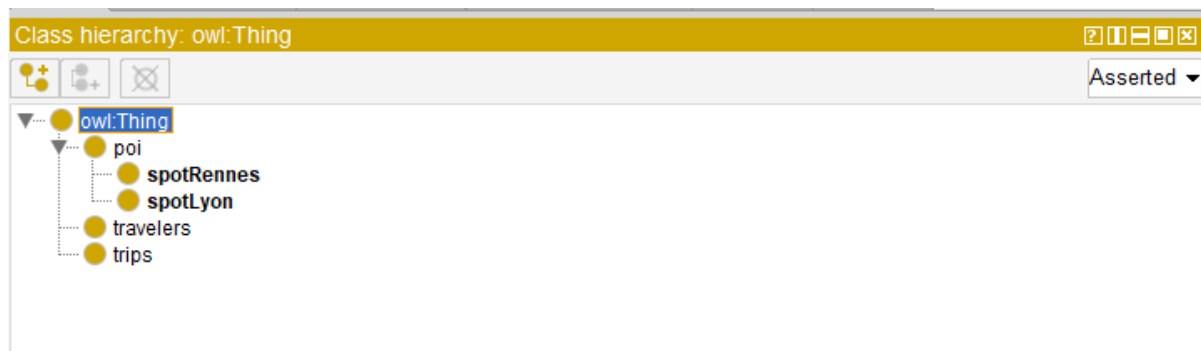 Class hierarchy: owl:Thing
Asserted
owl:Thing
poi
spotRennes
spotLyon
travelers
trips